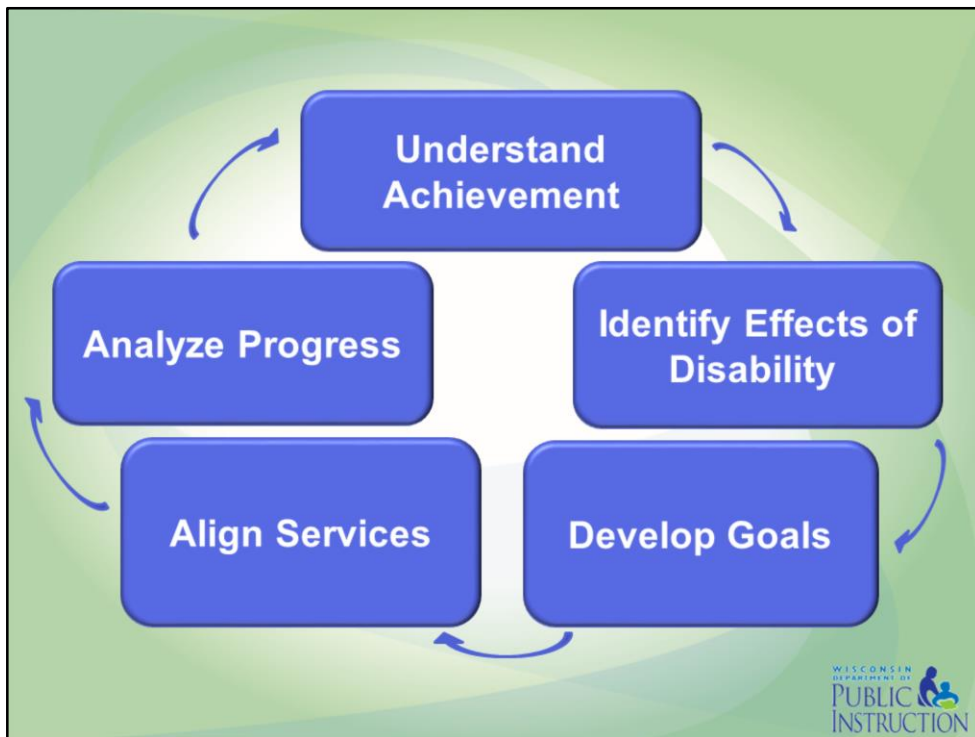 Understand
Achievement
Identify Effects of
Disability
Develop Goals
Align Services
Analyze Progress
WISCONSIN
DEPARTMENT OF
PUBLIC
INSTRUCTION